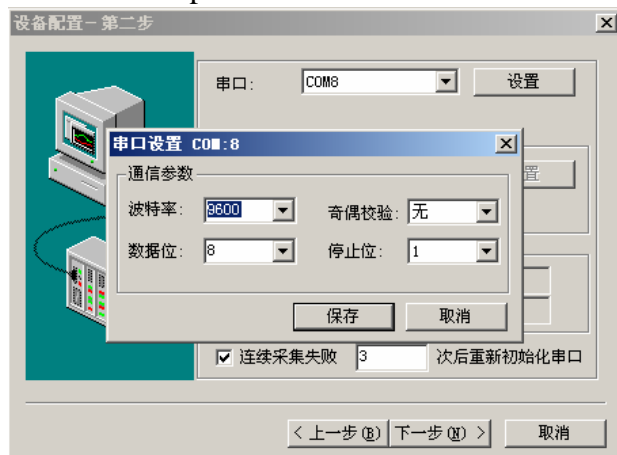 设备配置－第二步
串口: COM8 设置
串口设置 COM:8
置
通信参数
波特率: 9600 奇偶校验: 无
数据位: 8 停止位: 1
保存 取消
连续采集失败 3 次后重新初始化串口
< 上一步(B) 下一步(N) > 取消